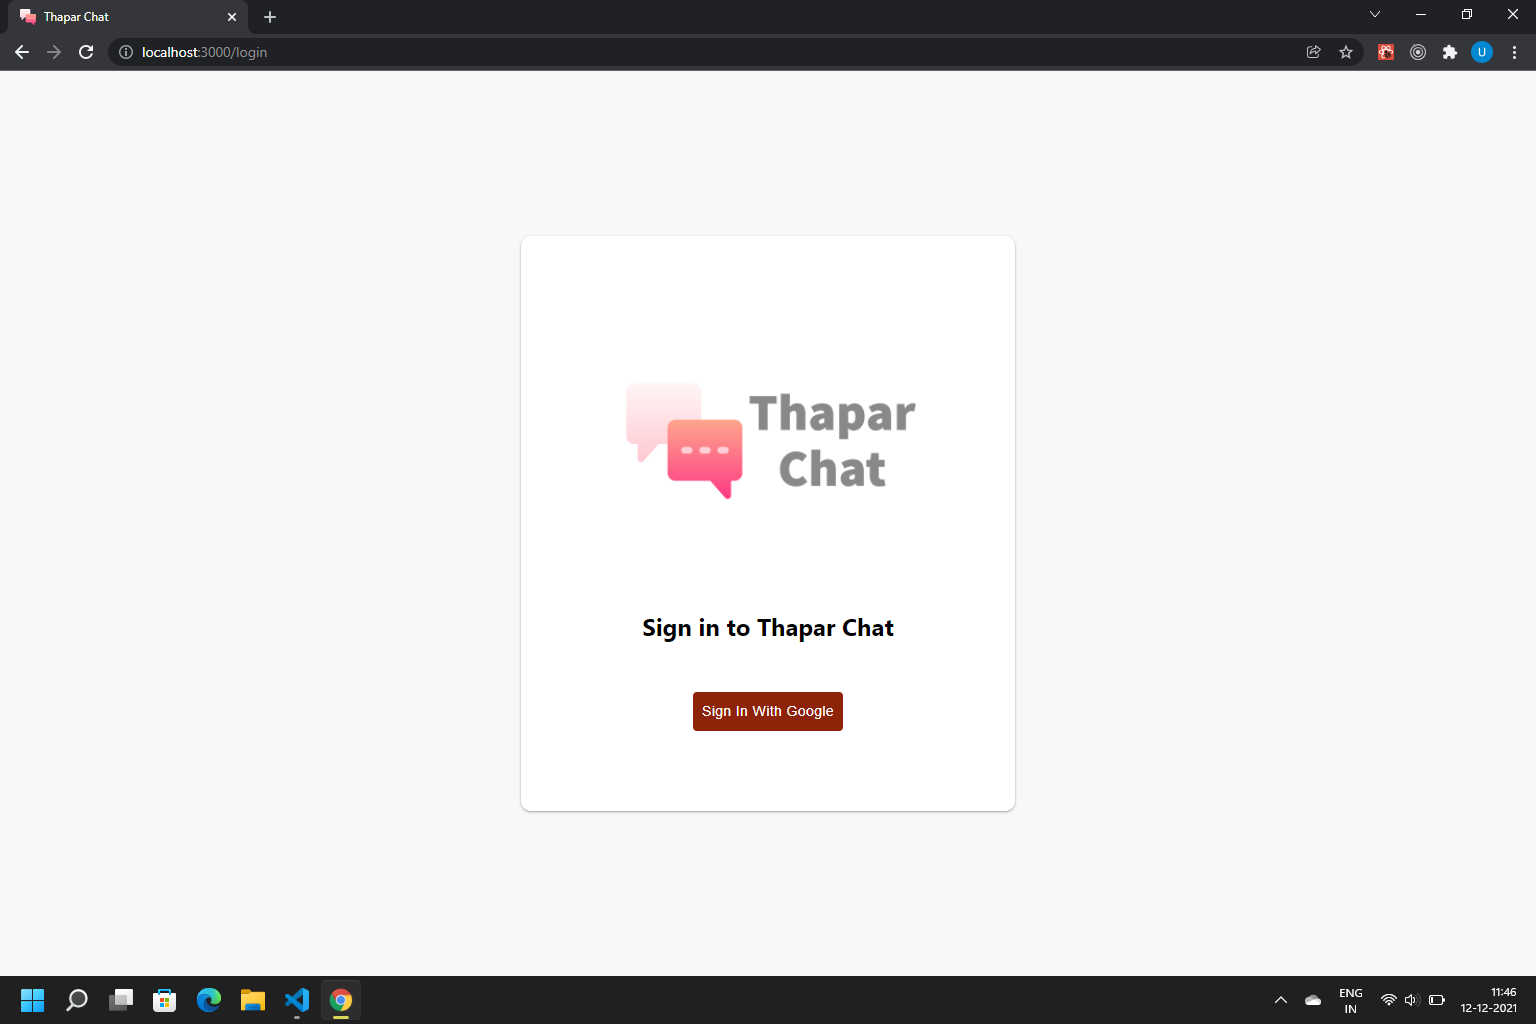 Thapar Chat
localhost:3000/login
U
Thapar
Chat
Sign in to Thapar Chat
Sign In With Google
ENG
IN
11:46
12-12-2021